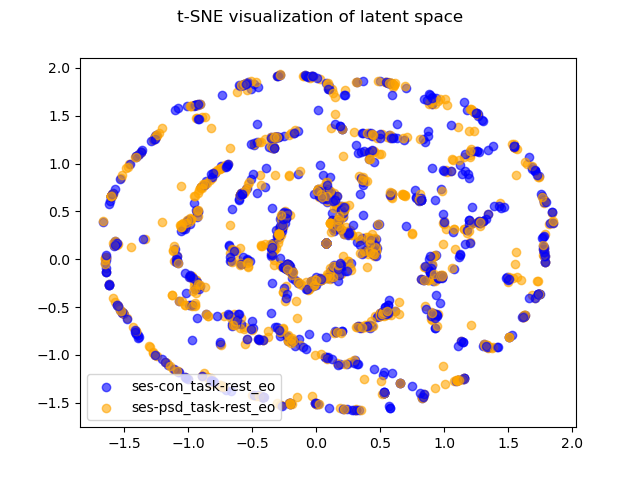 t-SNE visualization of latent space
2.0
1.5
1.0
0.5
0.0
−0.5
−1.0
−1.5
ses-con_task-rest_eo
ses-psd_task-rest_eo
−1.5 −1.0 −0.5 0.0 0.5 1.0 1.5 2.0